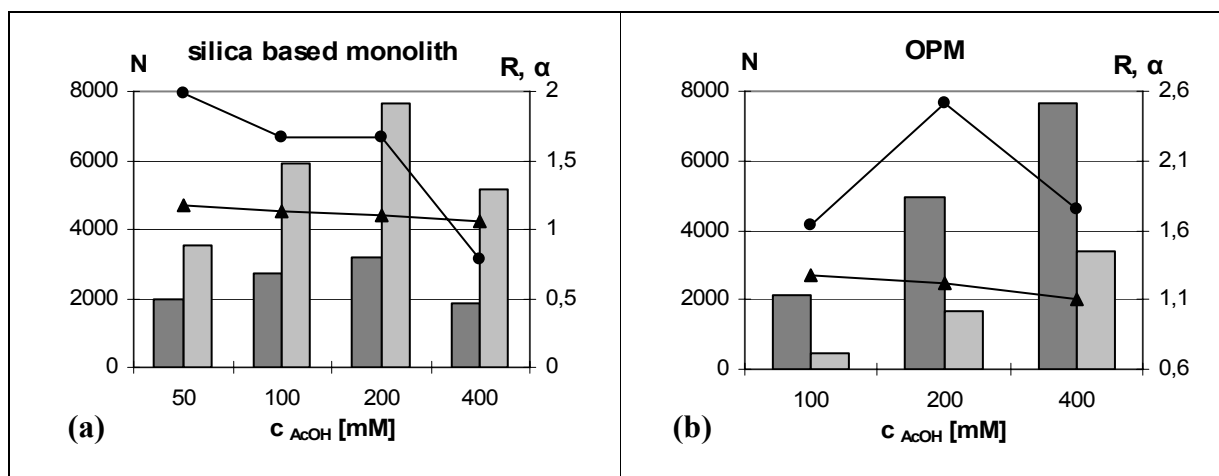 silica based monolith
N
R, α
8000
6000
4000
2000
0
2
1,5
1
0,5
0
50 100 200 400
(a)
c AcOH [mM]
OPM
N
R, α
8000
6000
4000
2000
0
2,6
2,1
1,6
1,1
0,6
100 200 400
(b)
c AcOH [mM]